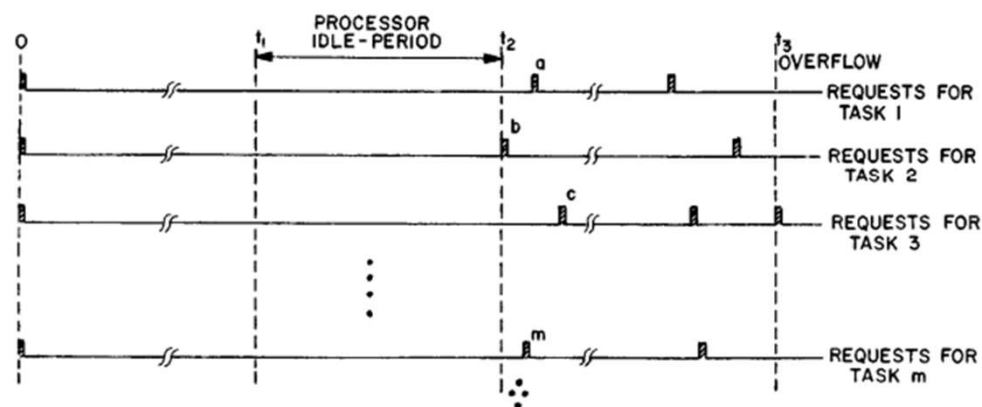 PROCESSOR
IDLE-PERIOD
0
t1
t2
t3
OVERFLOW
a
REQUESTS FOR
TASK 1
b
REQUESTS FOR
TASK 2
c
REQUESTS FOR
TASK 3
m
REQUESTS FOR
TASK m